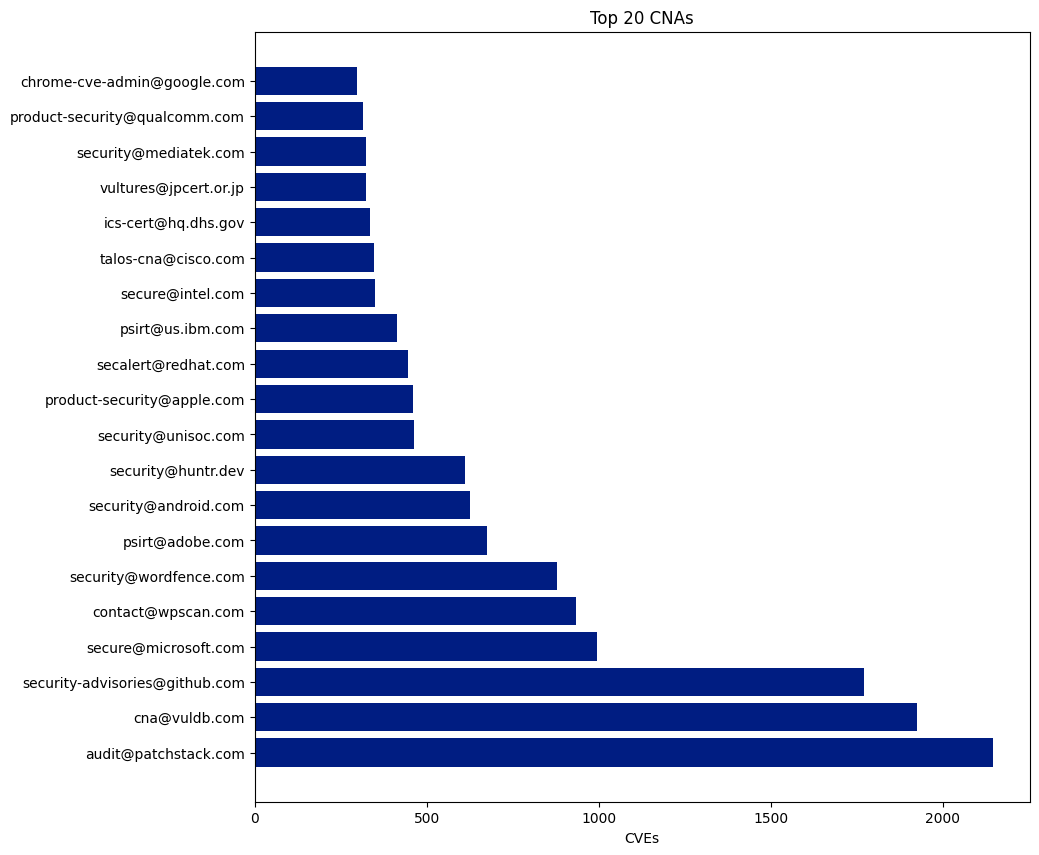 Top 20 CNAs
chrome-cve-admin@google.com
product-security@qualcomm.com
security@mediatek.com
vultures@jpcert.or.jp
ics-cert@hq.dhs.gov
talos-cna@cisco.com
secure@intel.com
psirt@us.ibm.com
secalert@redhat.com
product-security@apple.com
security@unisoc.com
security@huntr.dev
security@android.com
psirt@adobe.com
security@wordfence.com
contact@wpscan.com
secure@microsoft.com
security-advisories@github.com
cna@vuldb.com
audit@patchstack.com
0 500 1000 1500 2000
CVEs